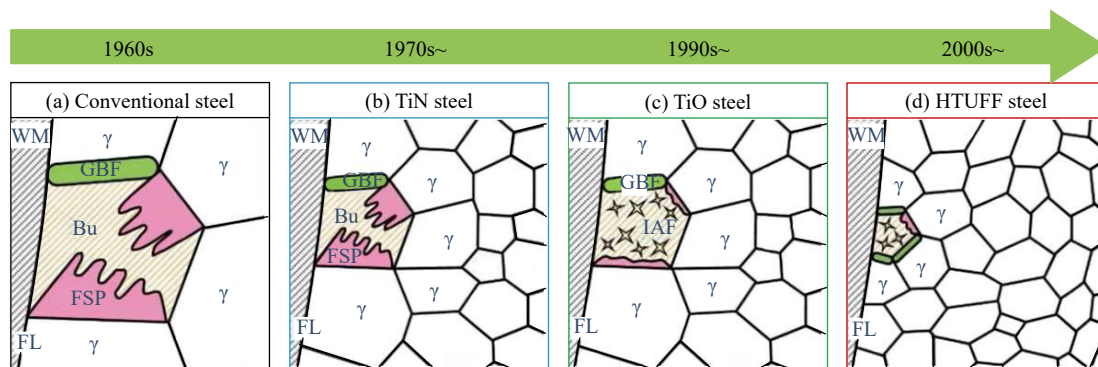 1960s
1970s~
1990s~
2000s~
(a) Conventional steel
(b) TiN steel
(c) TiO steel
(d) HTUFF steel
WM
γ
GBF
γ
Bu
FSP
γ
FL
γ
WM
γ
GBF
γ
Bu
γ
FSP
γ
FL
γ
WM
γ
GBF
γ
IAF
γ
γ
FL
γ
WM
γ
γ
γ
γ
FL